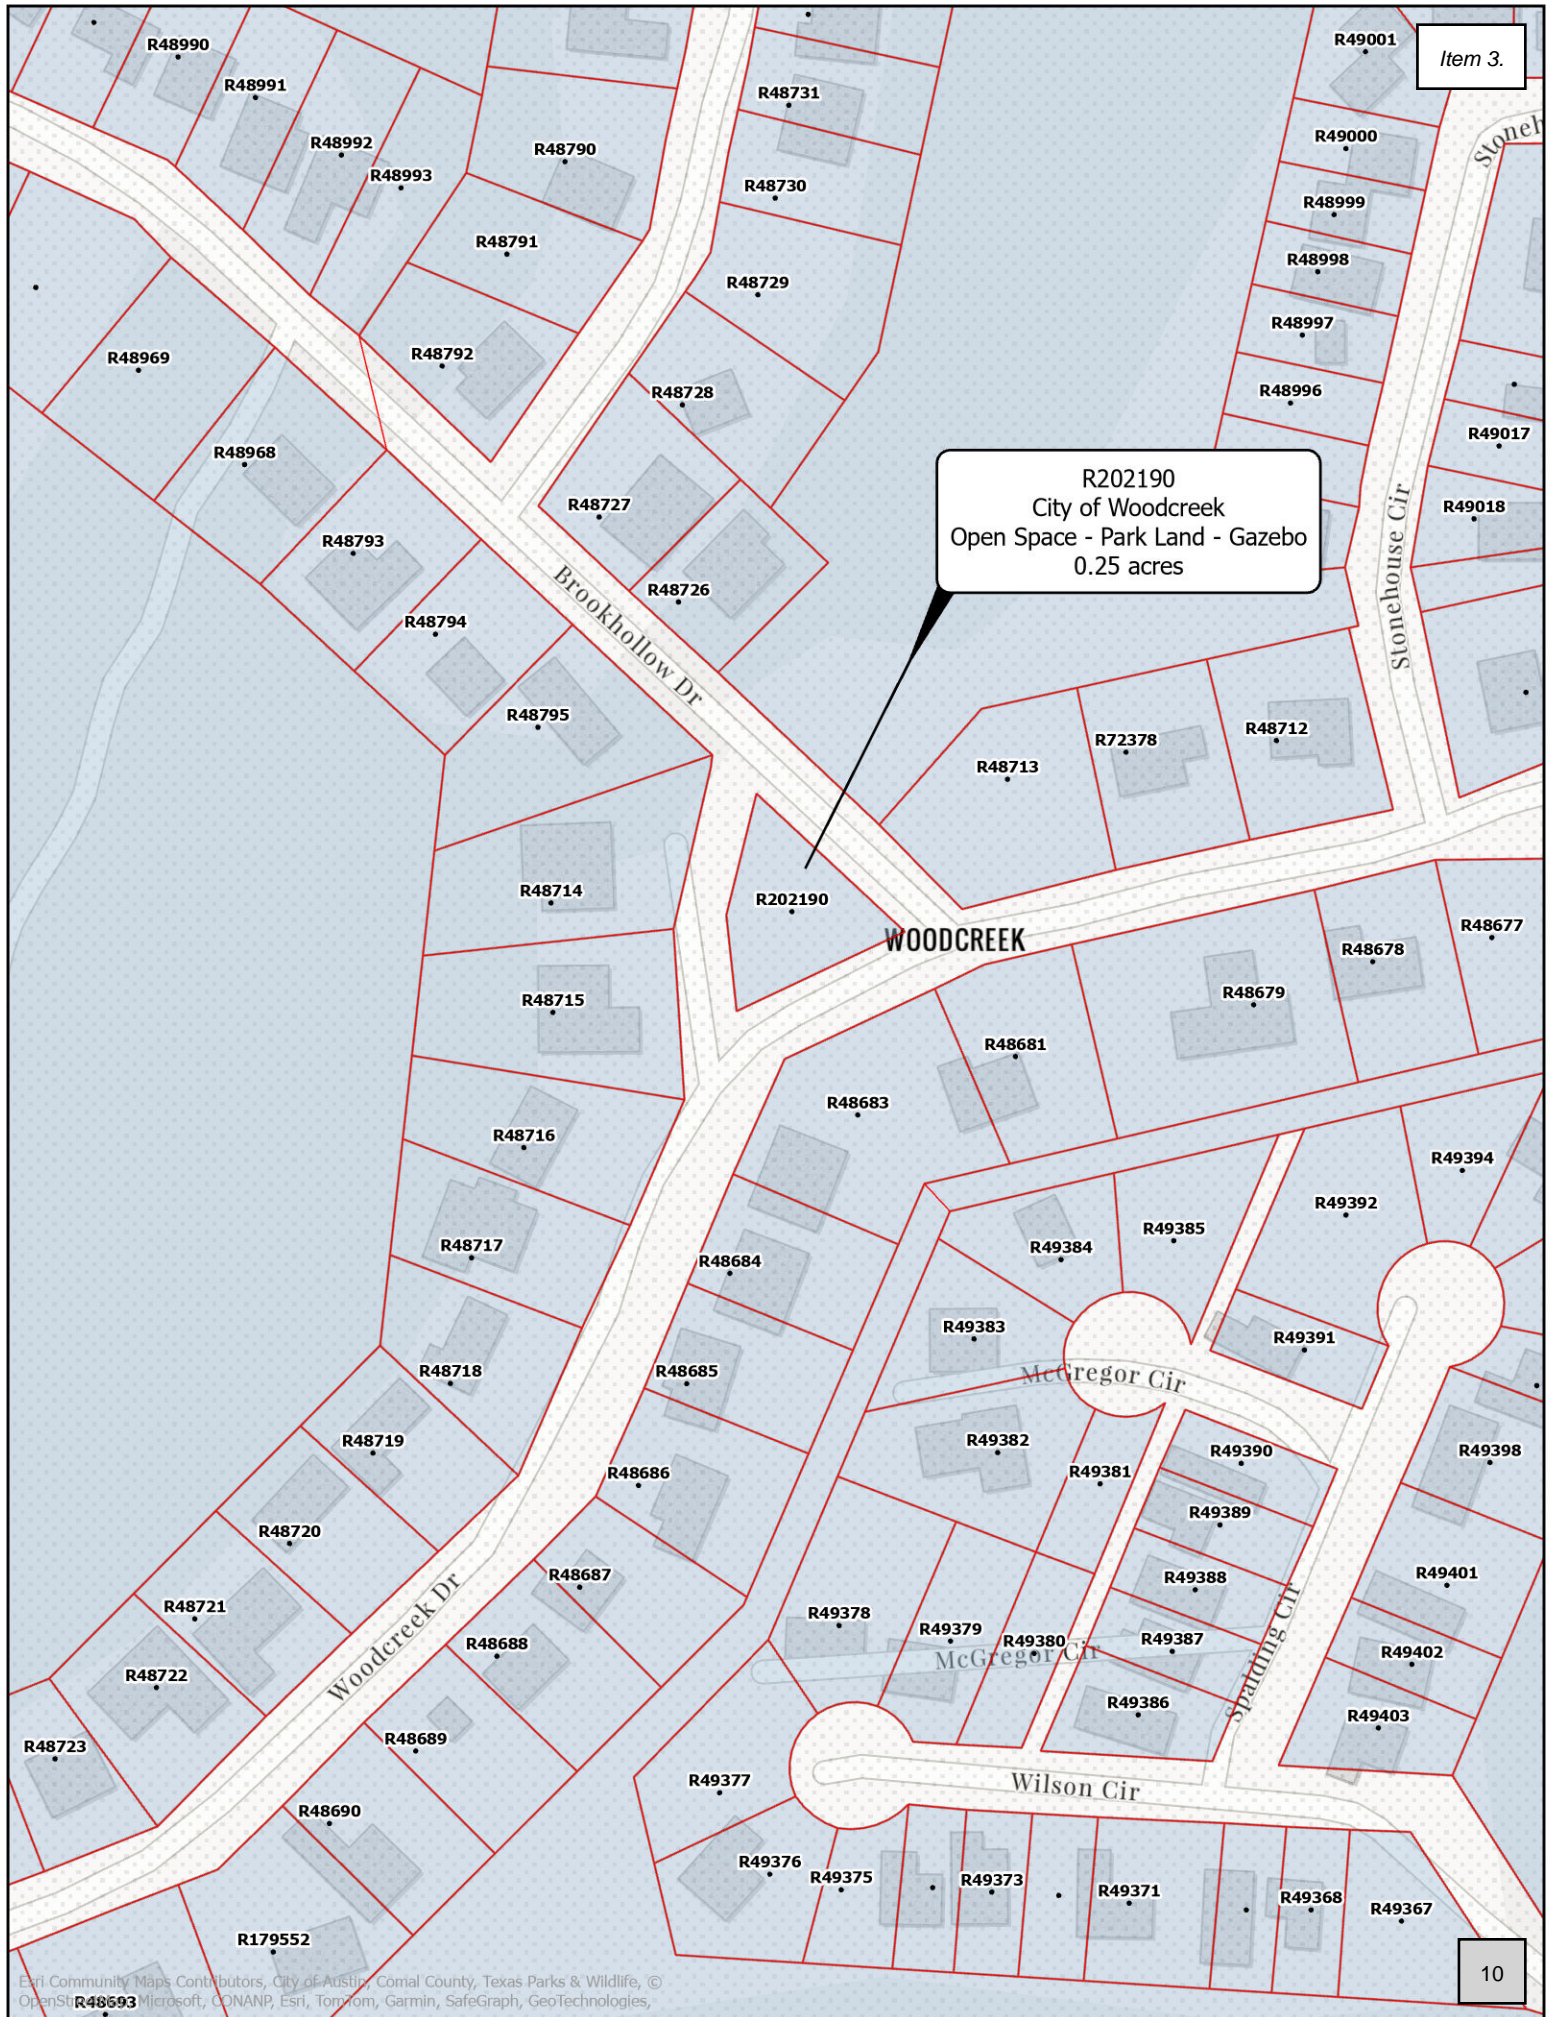 Item 3.
R48990
R49001
R48991
R48731
Stoneh
R49000
R48992
R48790
R48993
R48730
R48999
R48791
R48998
R48729
R48997
R48969
R48792
R48728
R48996
R49017
R48968
R202190
City of Woodcreek
Open Space - Park Land - Gazebo
0.25 acres
R48727
R49018
R48793
Stonehouse Cir
R48726
R48794
Brookhollow Dr
R48795
R48712
R72378
R48713
R48714
R202190
WOODCREEK
R48677
R48678
R48679
R48715
R48681
R48683
R48716
R49394
R49392
R49385
R48717
R49384
R48684
R49383
R49391
R48718
R48685
McGregor Cir
R48719
R49382
R49390
R49398
R48686
R49381
R49389
R48720
R48687
R49388
R49401
R48721
Woodcreek Dr
R49378
R49379
R49380
R49387
McGregor Cir
Spalding Cir
R48688
R49402
R48722
R49386
R49403
R48723
R48689
R49377
Wilson Cir
R48690
R49376
R49375
R49373
R49371
R49368
R49367
R179552
Esri Community Maps Contributors, City of Austin, Comal County, Texas Parks & Wildlife, ©
OpenStreetMap, Microsoft, CONANP, Esri, TomTom, Garmin, SafeGraph, GeoTechnologies,
R48693
10